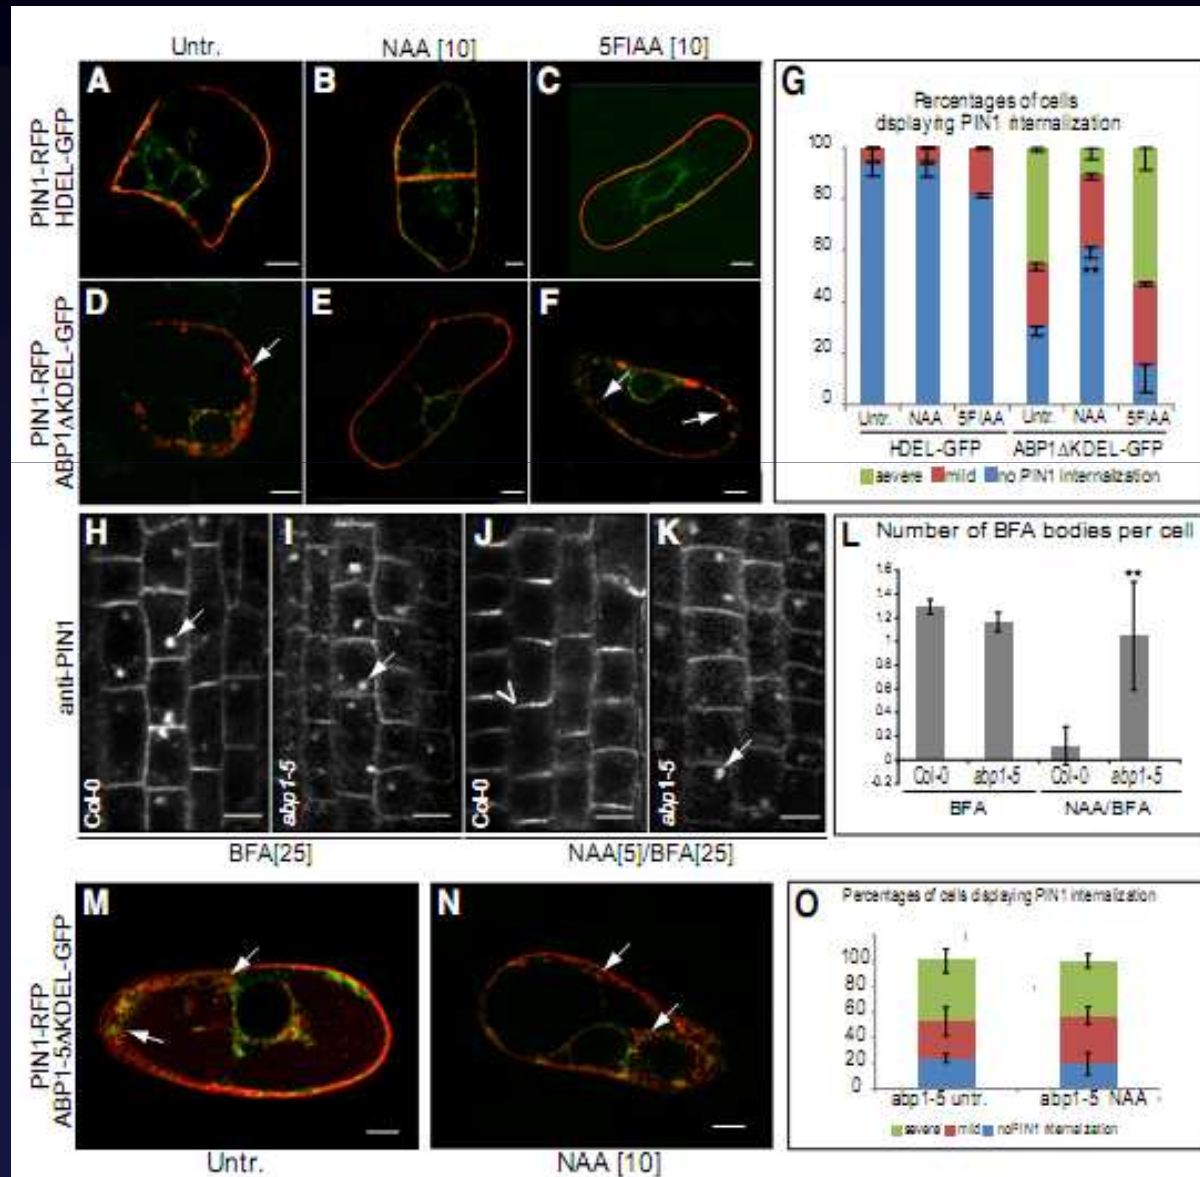 Untr. NAA [10] 5FIAA [10]
PIN1-RFP
HDEL-GFP
A B C
PIN1-RFP
ABP1ΔKDEL-GFP
D E F
G
Percentages of cells
displaying PIN1 internalization
100
80
60
40
20
0
**
Untr. NAA 5FIAA Untr. NAA 5FIAA
HDEL-GFP ABP1ΔKDEL-GFP
severe mild no PIN1 internalization
anti-PIN1
H I J K
Col-0 abp1-5 Col-0 abp1-5
BFA[25] NAA[5]/BFA[25]
L Number of BFA bodies per cell
1.6
1.4
1.2
1
0.8
0.6
0.4
0.2
0
-0.2
**
Col-0 abp1-5 Col-0 abp1-5
BFA NAA/BFA
PIN1-RFP
ABP1-5ΔKDEL-GFP
M N
Untr. NAA [10]
O Percentages of cells displaying PIN1 internalization
100
80
60
40
20
0
abp1-5 untr. abp1-5 NAA
severe mild noPIN1 internalization